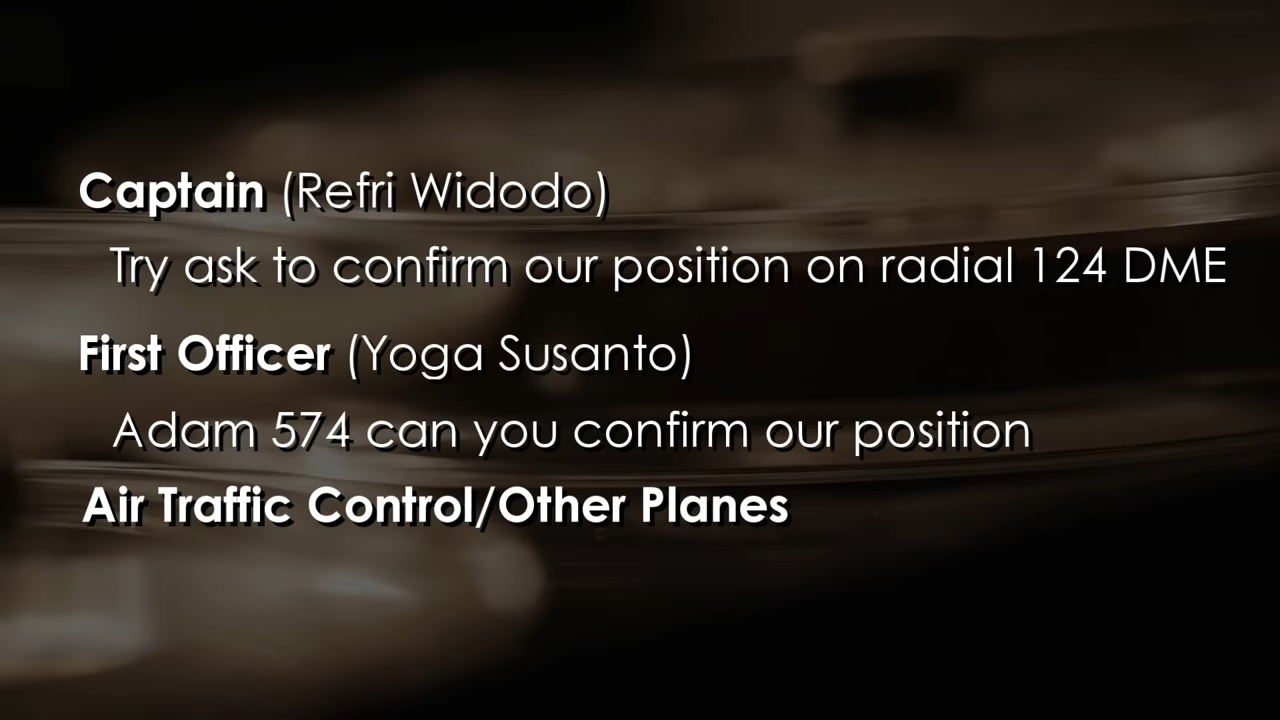 Captain (Refri Widodo)
Try ask to confirm our position on radial 124 DME
First Officer (Yoga Susanto)
Adam 574 can you confirm our position
Air Traffic Control/Other Planes